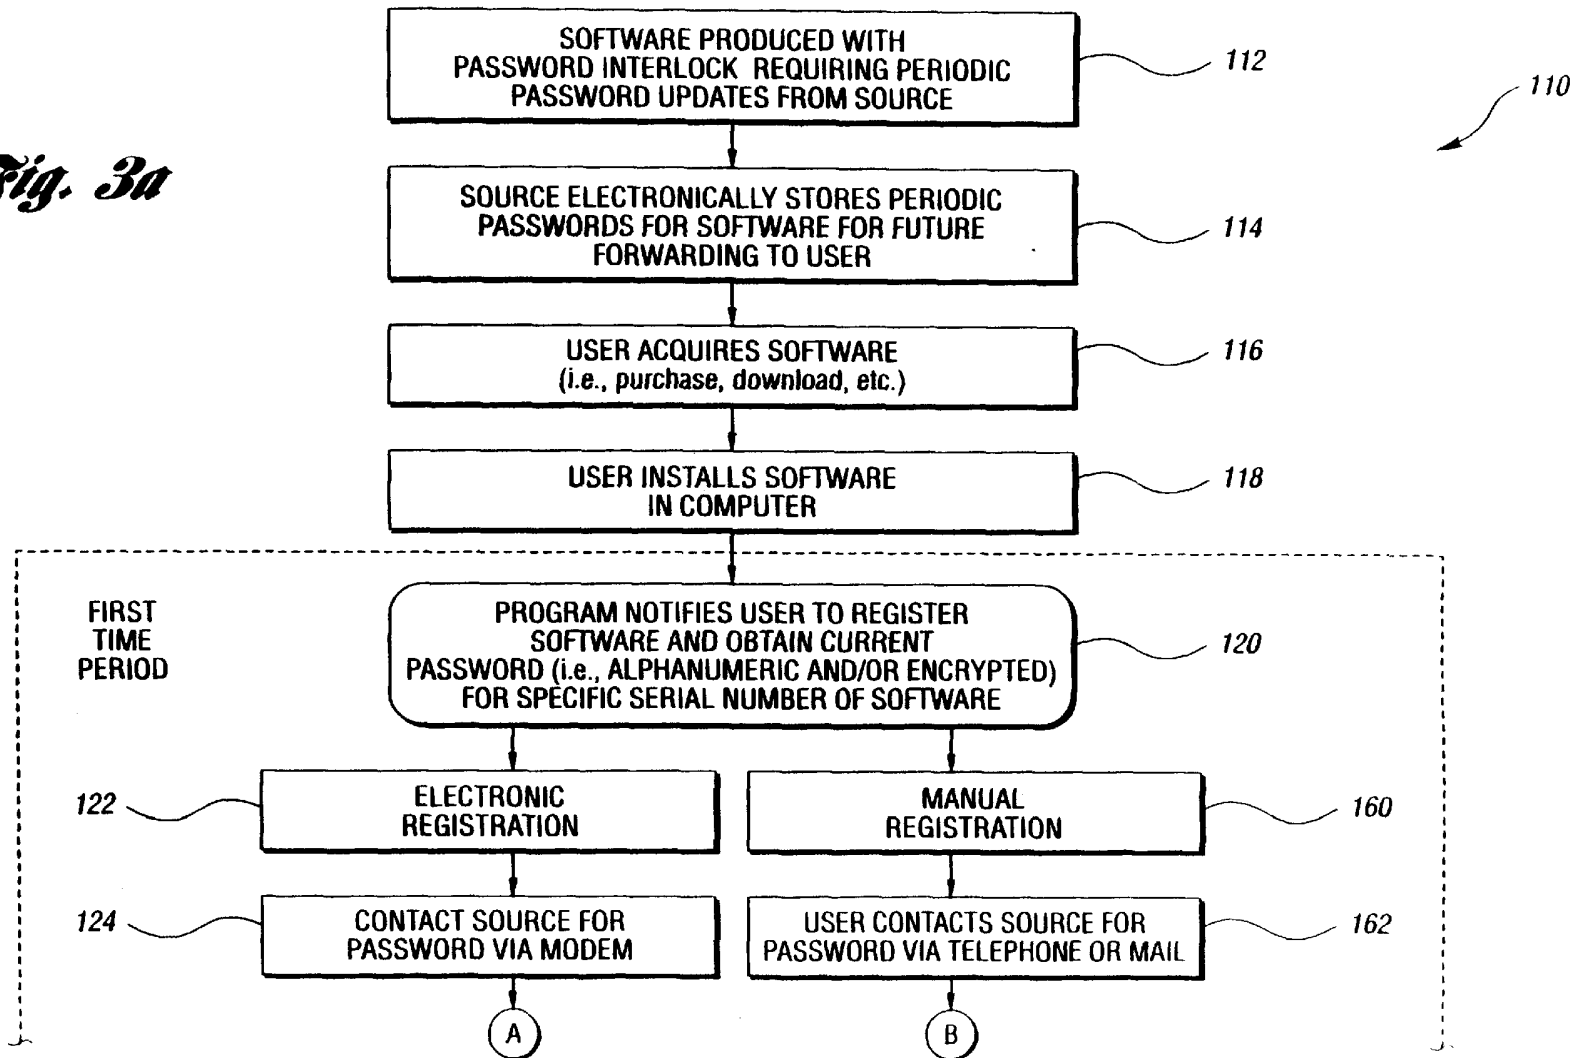 SOFTWARE PRODUCED WITH
PASSWORD INTERLOCK REQUIRING PERIODIC
PASSWORD UPDATES FROM SOURCE
112
110
Fig. 3a
SOURCE ELECTRONICALLY STORES PERIODIC
PASSWORDS FOR SOFTWARE FOR FUTURE
FORWARDING TO USER
114
USER ACQUIRES SOFTWARE
(i.e., purchase, download, etc.)
116
USER INSTALLS SOFTWARE
IN COMPUTER
118
FIRST
TIME
PERIOD
PROGRAM NOTIFIES USER TO REGISTER
SOFTWARE AND OBTAIN CURRENT
PASSWORD (i.e., ALPHANUMERIC AND/OR ENCRYPTED)
FOR SPECIFIC SERIAL NUMBER OF SOFTWARE
120
122
ELECTRONIC
REGISTRATION
MANUAL
REGISTRATION
160
124
CONTACT SOURCE FOR
PASSWORD VIA MODEM
USER CONTACTS SOURCE FOR
PASSWORD VIA TELEPHONE OR MAIL
162
A
B